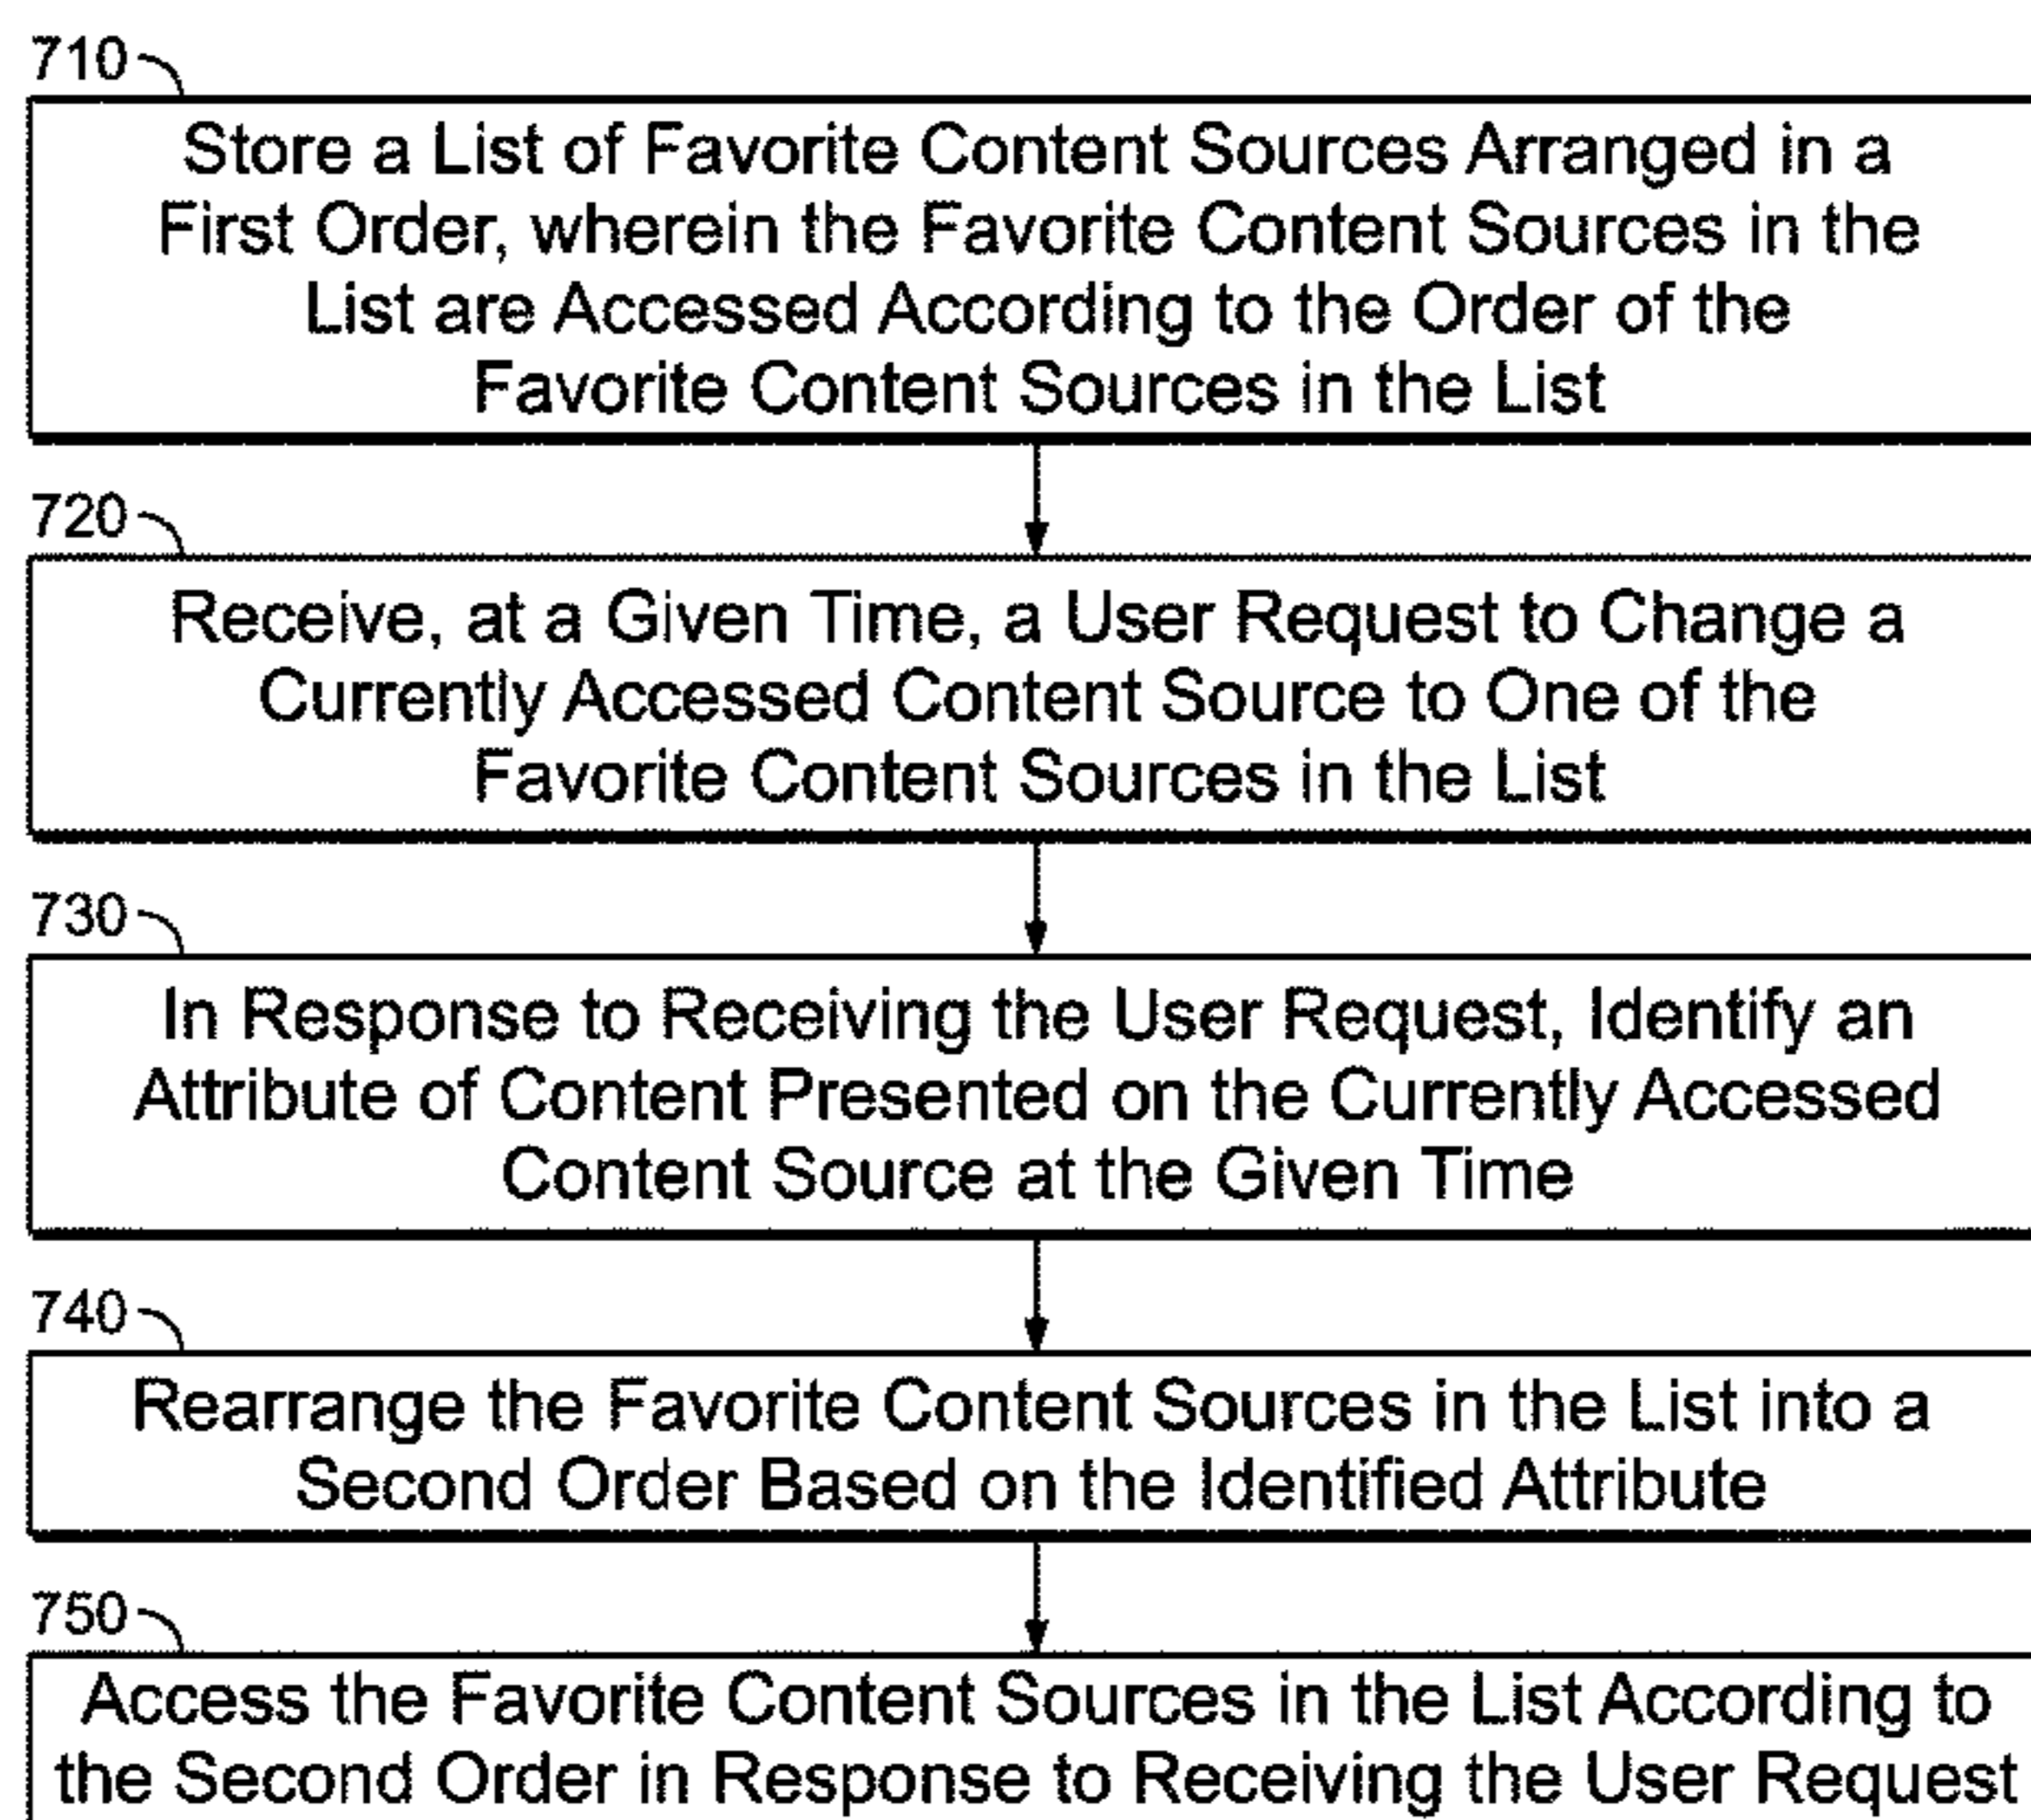 710
Store a List of Favorite Content Sources Arranged in a
First Order, wherein the Favorite Content Sources in the
List are Accessed According to the Order of the
Favorite Content Sources in the List
720
Receive, at a Given Time, a User Request to Change a
Currently Accessed Content Source to One of the
Favorite Content Sources in the List
730
In Response to Receiving the User Request, Identify an
Attribute of Content Presented on the Currently Accessed
Content Source at the Given Time
740
Rearrange the Favorite Content Sources in the List into a
Second Order Based on the Identified Attribute
750
Access the Favorite Content Sources in the List According to
the Second Order in Response to Receiving the User Request